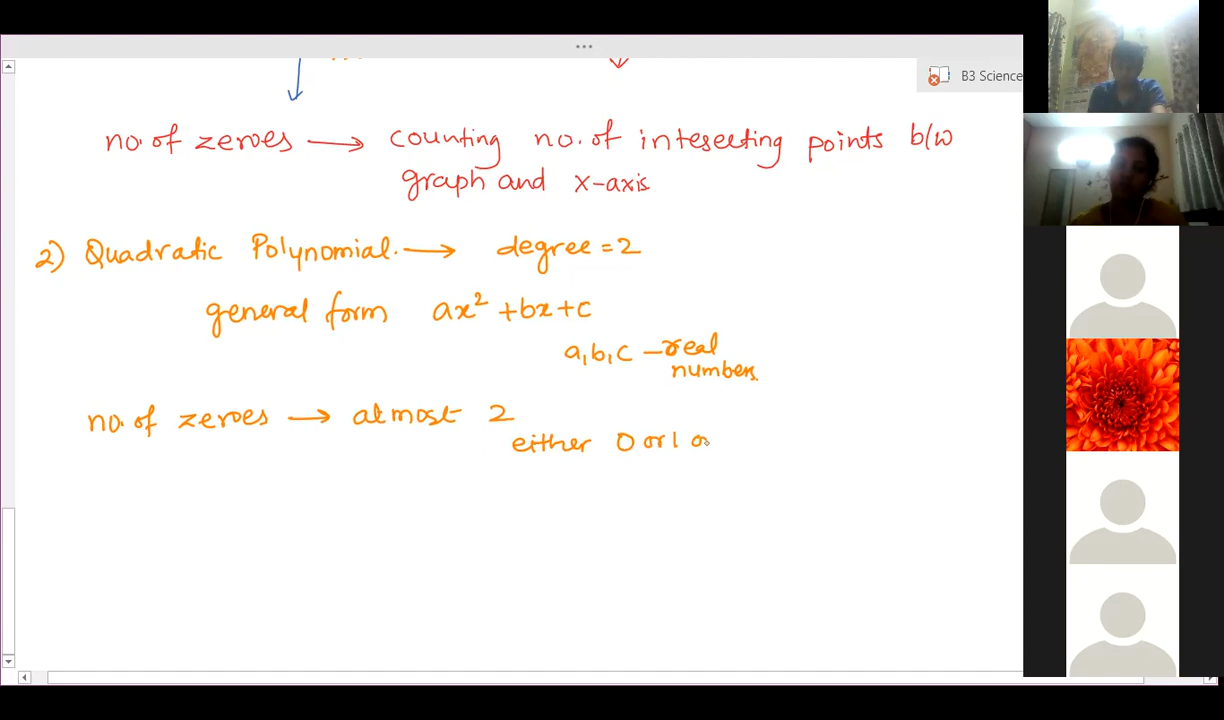 B3 Science
no. of zeroes → counting no. of intesecting points b/w
graph and x-axis
2) Quadratic Polynomial. → degree = 2
general form ax² + bx + c
a, b, c – real
numbers.
no. of zeroes → atmost 2
either 0 or 1 o